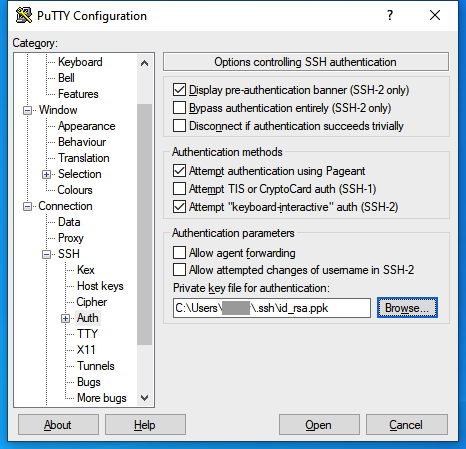 PuTTY Configuration
Category:
Keyboard
Bell
Features
Window
Appearance
Behaviour
Translation
Selection
Colours
Connection
Data
Proxy
SSH
Kex
Host keys
Cipher
Auth
TTY
X11
Tunnels
Bugs
More bugs
Options controlling SSH authentication
Display pre-authentication banner (SSH-2 only)
Bypass authentication entirely (SSH-2 only)
Disconnect if authentication succeeds trivially
Authentication methods
Attempt authentication using Pageant
Attempt TIS or CryptoCard auth (SSH-1)
Attempt "keyboard-interactive" auth (SSH-2)
Authentication parameters
Allow agent forwarding
Allow attempted changes of username in SSH-2
Private key file for authentication:
C:\Users\ \.ssh\id_rsa.ppk
Browse...
About
Help
Open
Cancel